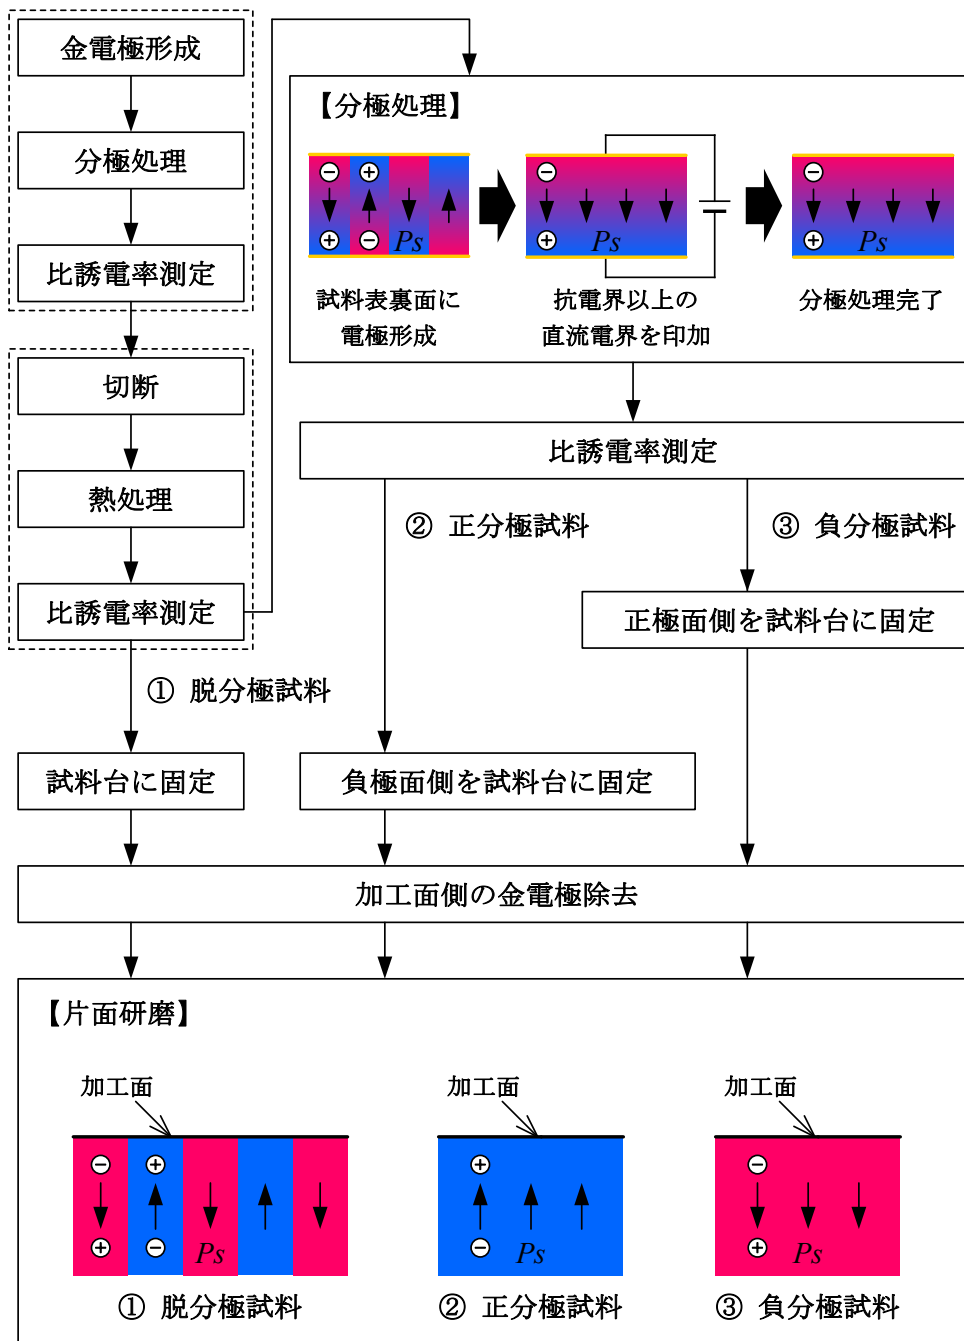 金電極形成
分極処理
比誘電率測定
切断
熱処理
比誘電率測定
① 脱分極試料
試料台に固定
【分極処理】
− + Ps
+ −
試料表裏面に
電極形成
−
+ Ps
抗電界以上の
直流電界を印加
−
+ Ps
分極処理完了
比誘電率測定
② 正分極試料
③ 負分極試料
正極面側を試料台に固定
負極面側を試料台に固定
加工面側の金電極除去
【片面研磨】
加工面
− +
+ − Ps
① 脱分極試料
加工面
+
− Ps
② 正分極試料
加工面
−
+ Ps
③ 負分極試料